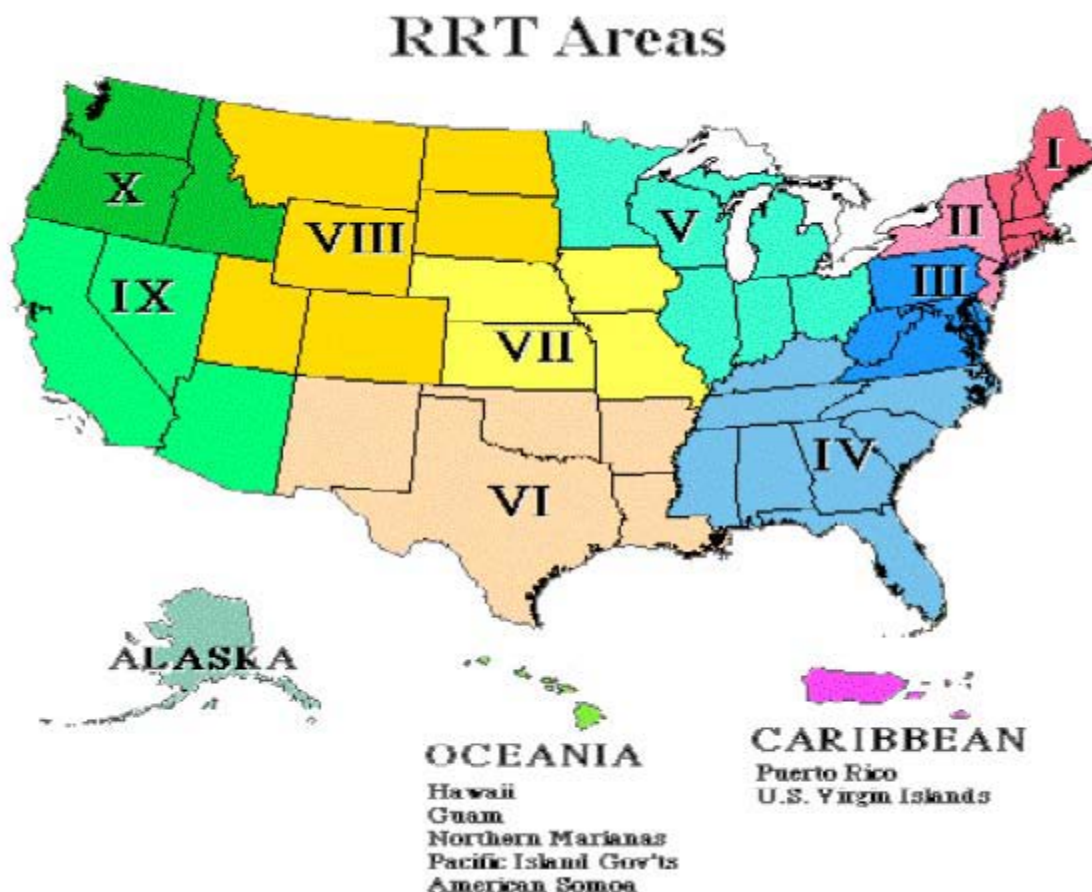 RRT Areas
I
X
II
V
VIII
III
IX
VII
IV
VI
ALASKA
OCEANIA
Hawaii
Guam
Northern Marianas
Pacific Island Gov'ts
American Somoa
CARIBBEAN
Puerto Rico
U.S. Virgin Islands